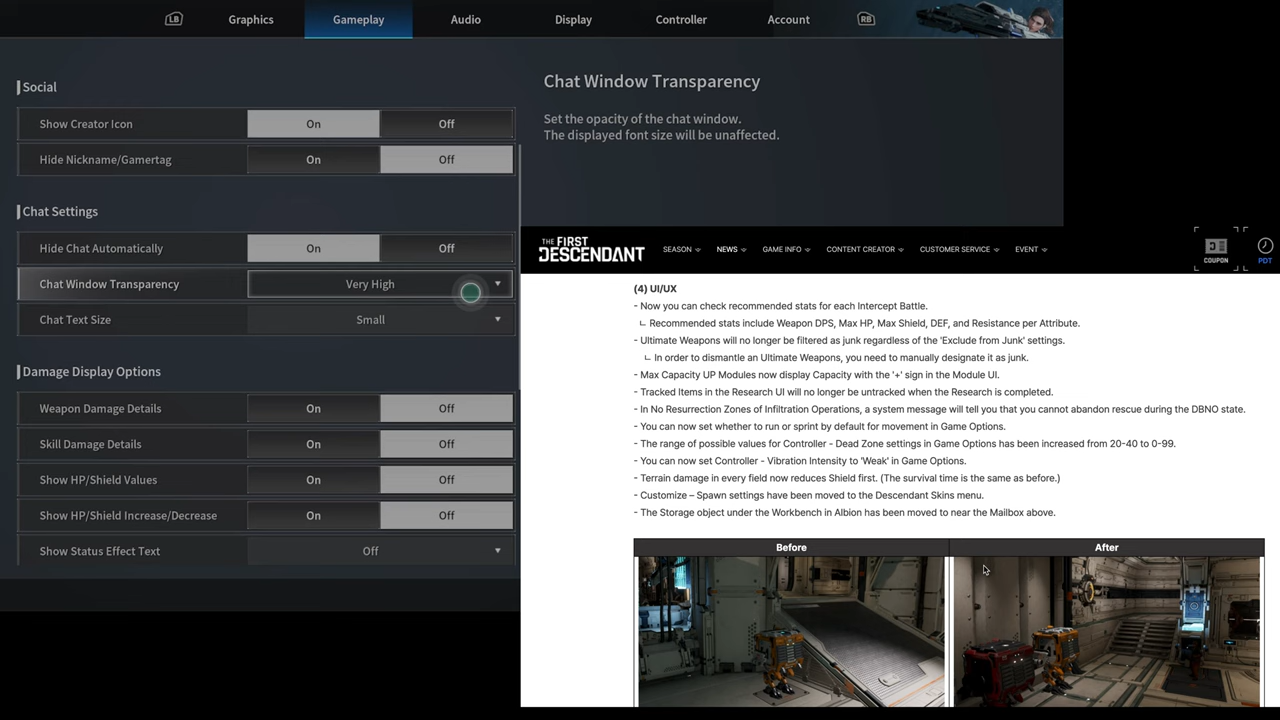 LB
Graphics
Gameplay
Audio
Display
Controller
Account
RB
Social
Show Creator Icon
On
Off
Hide Nickname/Gamertag
On
Off
Chat Settings
Hide Chat Automatically
On
Off
Chat Window Transparency
Very High
Chat Text Size
Small
Damage Display Options
Weapon Damage Details
On
Off
Skill Damage Details
On
Off
Show HP/Shield Values
On
Off
Show HP/Shield Increase/Decrease
On
Off
Show Status Effect Text
Off
Chat Window Transparency
Set the opacity of the chat window.
The displayed font size will be unaffected.
THE FIRST
DESCENDANT
SEASON
NEWS
GAME INFO
CONTENT CREATOR
CUSTOMER SERVICE
EVENT
COUPON
PDT
(4) UI/UX
- Now you can check recommended stats for each Intercept Battle.
ㄴ Recommended stats include Weapon DPS, Max HP, Max Shield, DEF, and Resistance per Attribute.
- Ultimate Weapons will no longer be filtered as junk regardless of the 'Exclude from Junk' settings.
ㄴ In order to dismantle an Ultimate Weapons, you need to manually designate it as junk.
- Max Capacity UP Modules now display Capacity with the '+' sign in the Module UI.
- Tracked Items in the Research UI will no longer be untracked when the Research is completed.
- In No Resurrection Zones of Infiltration Operations, a system message will tell you that you cannot abandon rescue during the DBNO state.
- You can now set whether to run or sprint by default for movement in Game Options.
- The range of possible values for Controller - Dead Zone settings in Game Options has been increased from 20-40 to 0-99.
- You can now set Controller - Vibration Intensity to 'Weak' in Game Options.
- Terrain damage in every field now reduces Shield first. (The survival time is the same as before.)
- Customize – Spawn settings have been moved to the Descendant Skins menu.
- The Storage object under the Workbench in Albion has been moved to near the Mailbox above.
Before
After